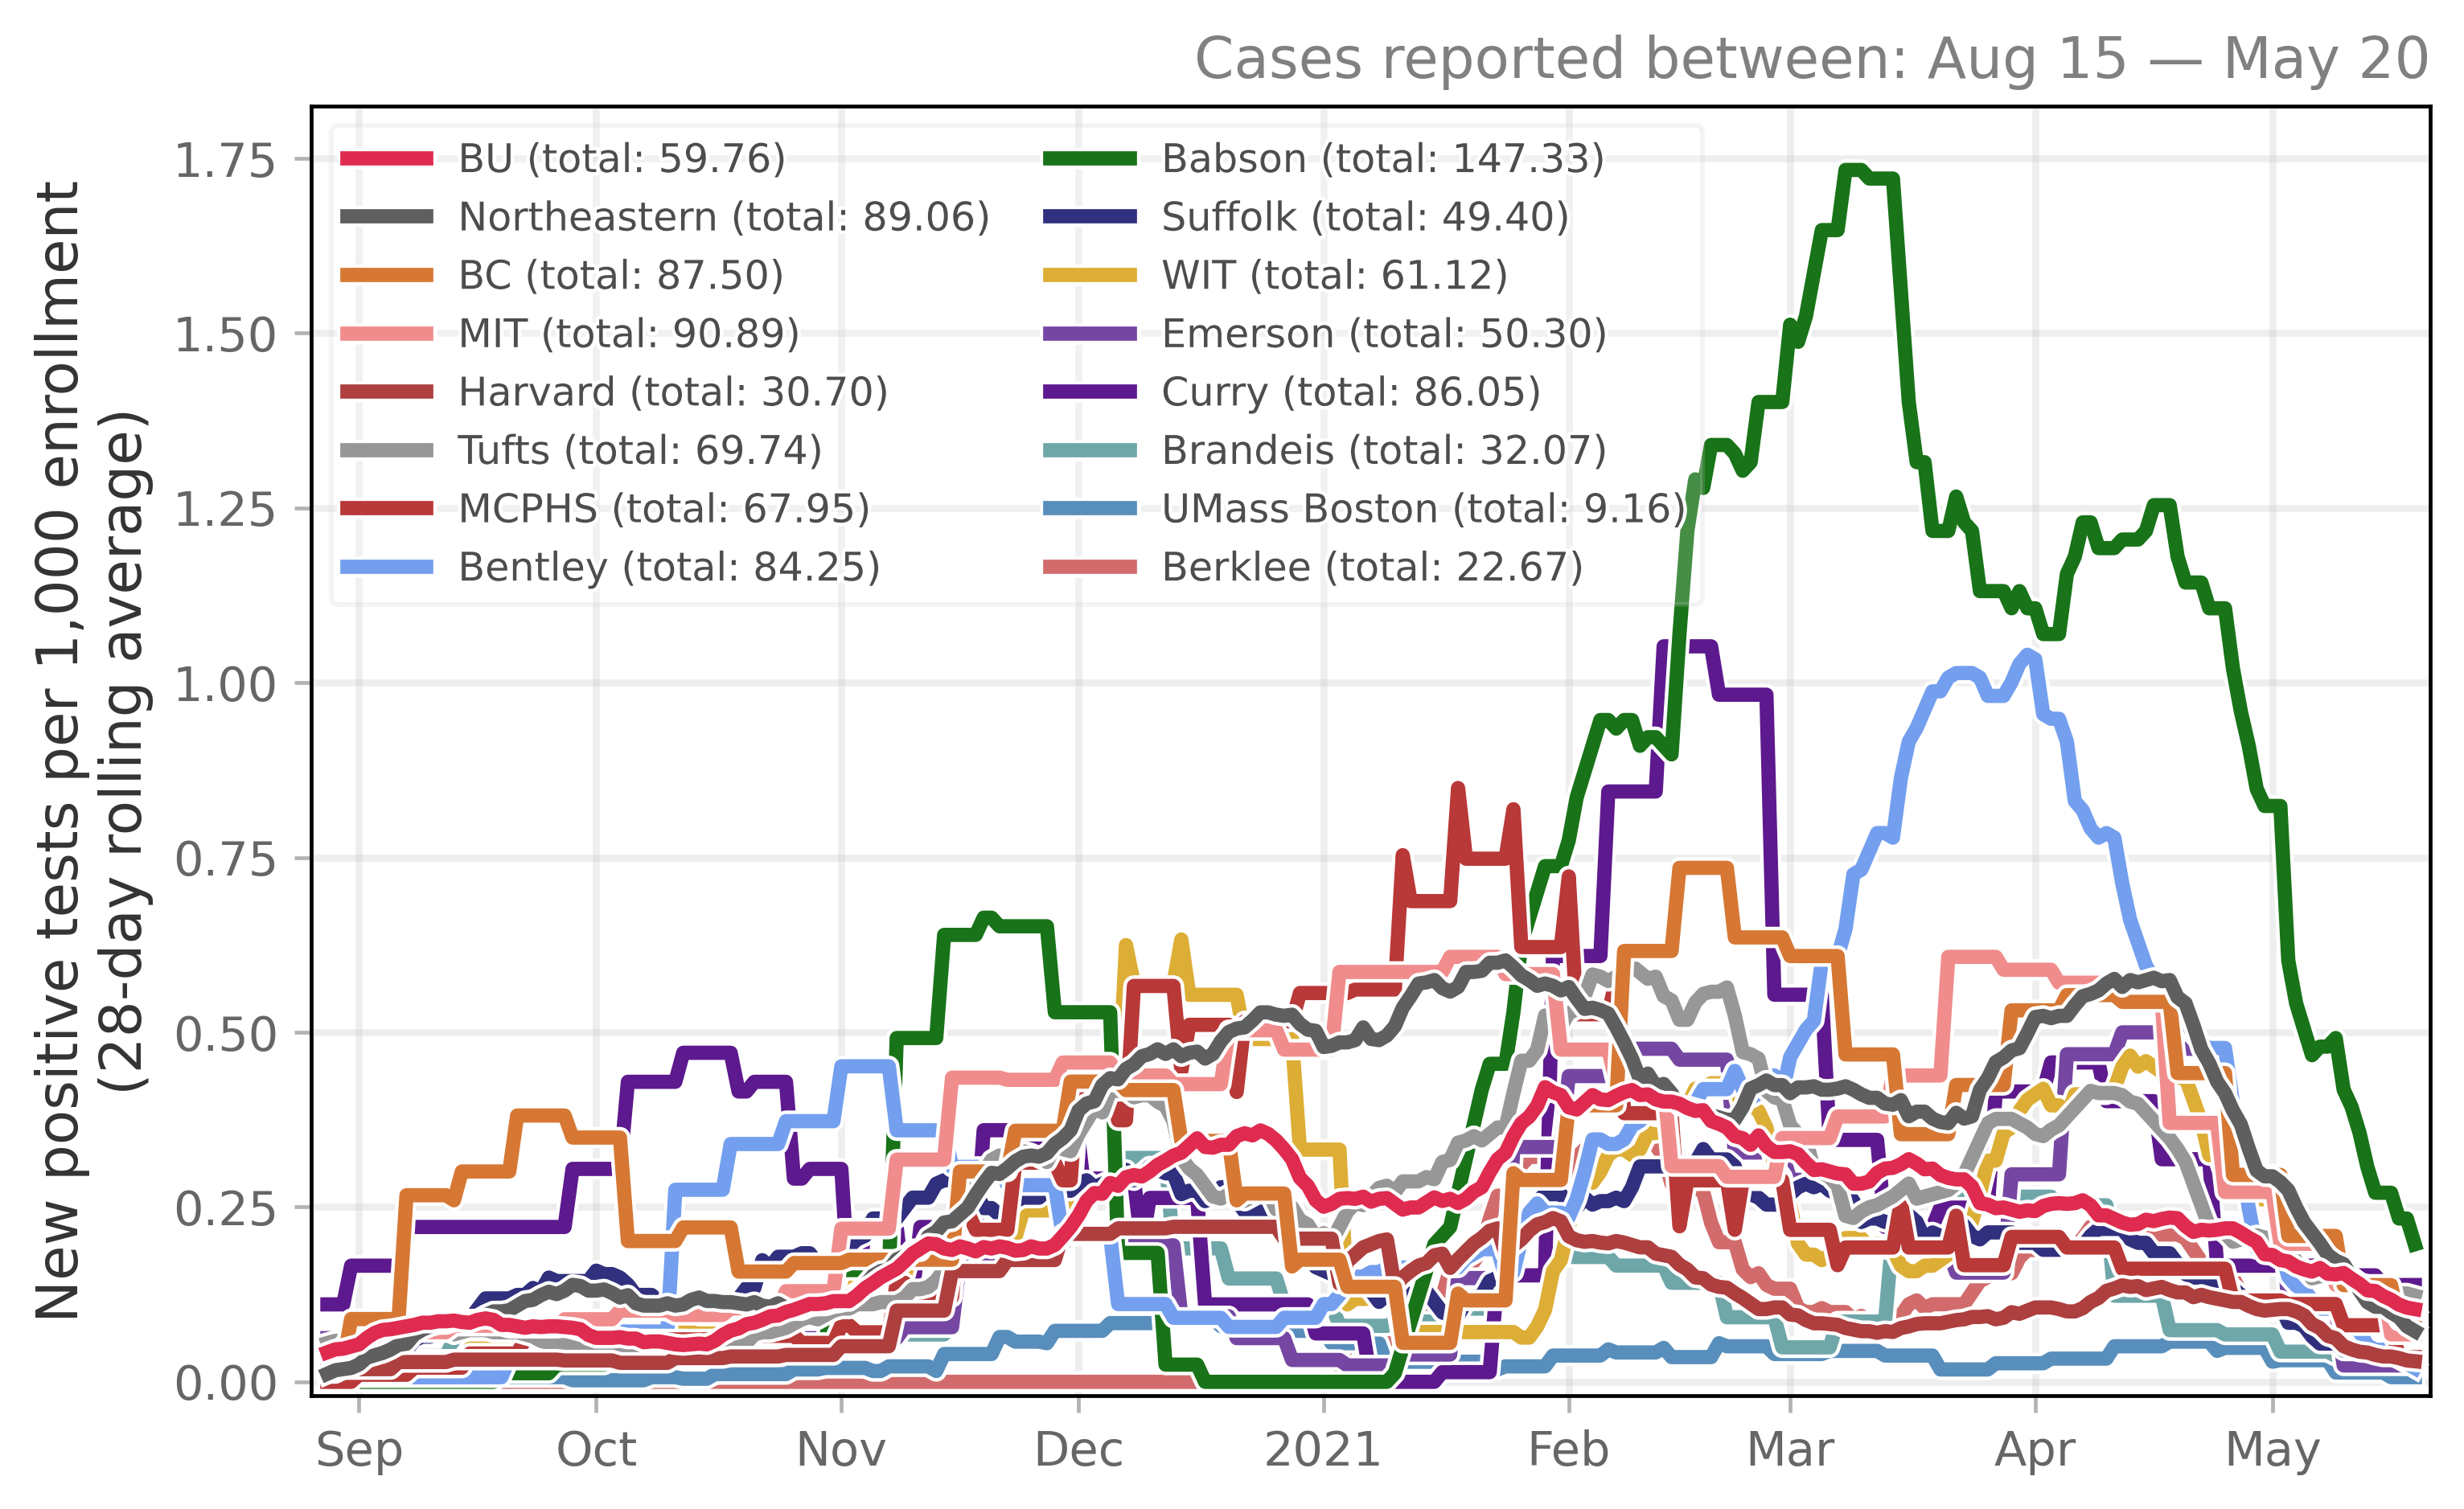 Cases reported between: Aug 15 — May 20
New positive tests per 1,000 enrollment
(28-day rolling average)
1.75
1.50
1.25
1.00
0.75
0.50
0.25
0.00
BU (total: 59.76)
Northeastern (total: 89.06)
BC (total: 87.50)
MIT (total: 90.89)
Harvard (total: 30.70)
Tufts (total: 69.74)
MCPHS (total: 67.95)
Bentley (total: 84.25)
Babson (total: 147.33)
Suffolk (total: 49.40)
WIT (total: 61.12)
Emerson (total: 50.30)
Curry (total: 86.05)
Brandeis (total: 32.07)
UMass Boston (total: 9.16)
Berklee (total: 22.67)
Sep Oct Nov Dec 2021 Feb Mar Apr May